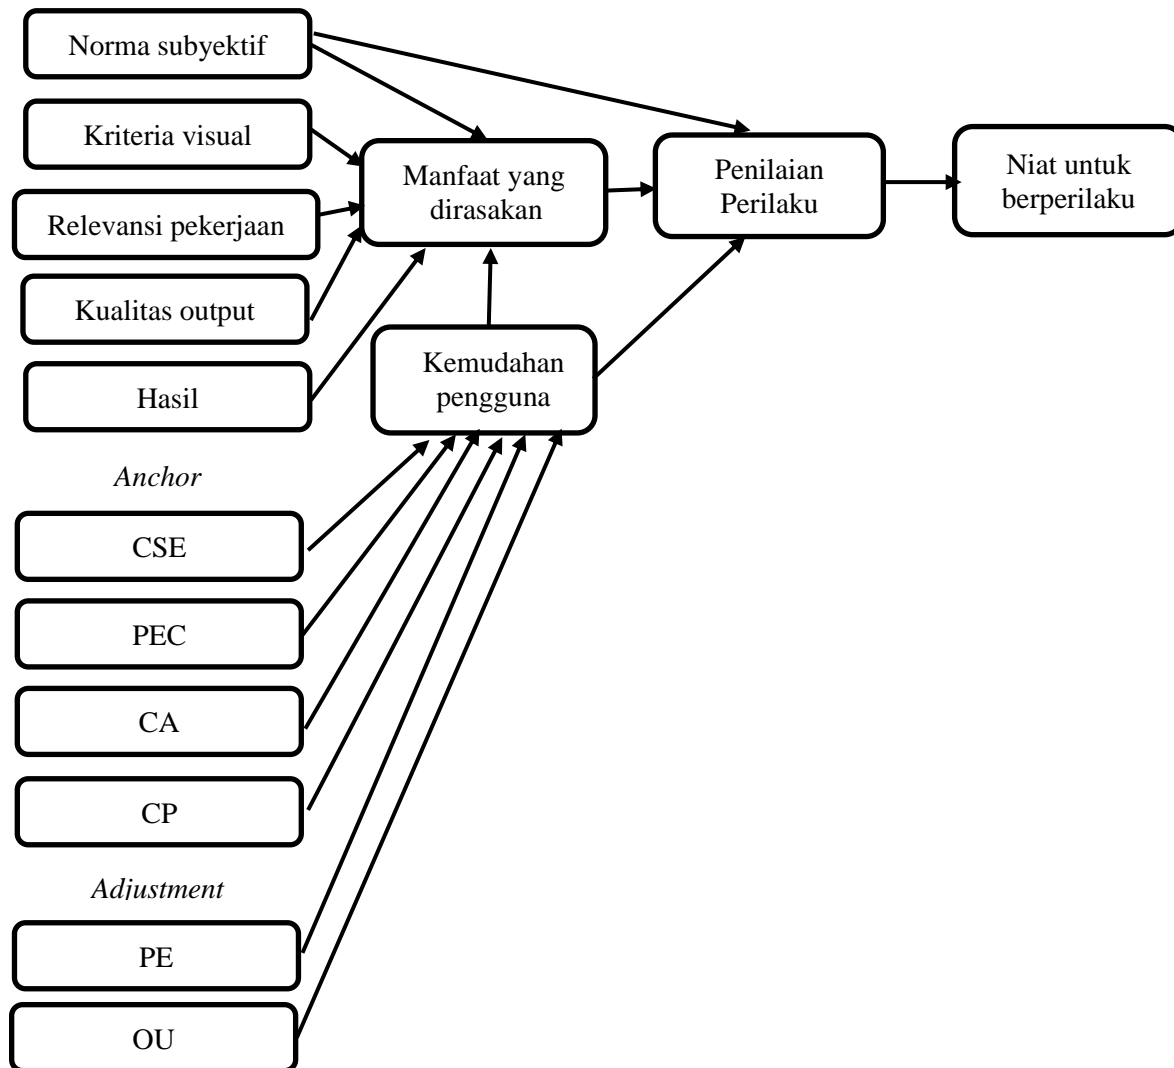 Norma subyektif
Kriteria visual
Relevansi pekerjaan
Kualitas output
Hasil
Manfaat yang
dirasakan
Penilaian
Perilaku
Niat untuk
berperilaku
Kemudahan
pengguna
Anchor
CSE
PEC
CA
CP
Adjustment
PE
OU